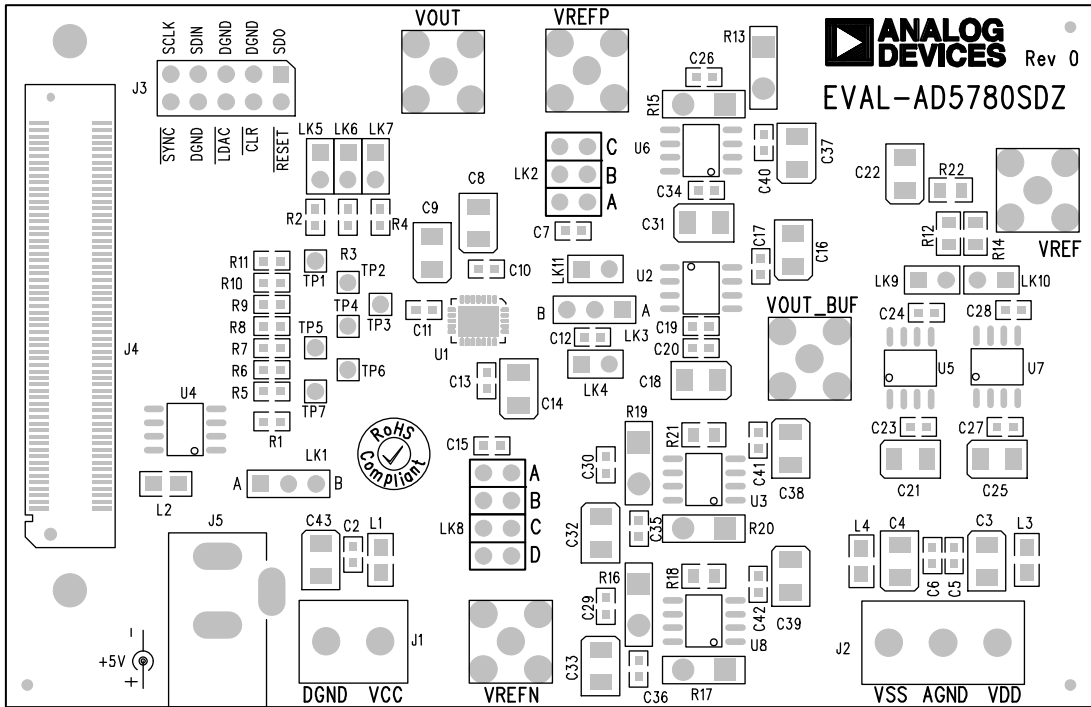 VOUT
VREFP
ANALOG
DEVICES
Rev 0
EVAL-AD5780SDZ
SCLK
SDIN
DGND
DGND
SDO
J3
SYNC
DGND
LDAC
CLR
RESET
LK5
LK6
LK7
R2
R3
R4
C9
C8
C26
R13
R15
U6
C37
C40
C
B
A
LK2
C34
C31
C7
C22
R22
R12
R14
VREF
C17
C16
R11
TP1
TP2
C10
LK11
U2
LK9
LK10
R10
R9
R8
R7
R6
R5
R1
TP4
TP3
TP5
TP6
TP7
C11
U1
B
A
LK3
C12
LK4
C19
C20
C18
VOUT_BUF
C24
C28
U5
U7
C13
C14
J4
U4
RoHS
Compliant
C15
R19
R21
C41
C38
C23
C27
C21
C25
L2
A
B
LK1
A
B
C
D
LK8
C30
C32
C35
U3
R20
J5
C43
C2
L1
R16
R18
C29
C42
C39
L4
C4
C6
C5
C3
L3
+5V
-
+
J1
DGND
VCC
VREFN
C33
C36
U8
R17
J2
VSS
AGND
VDD